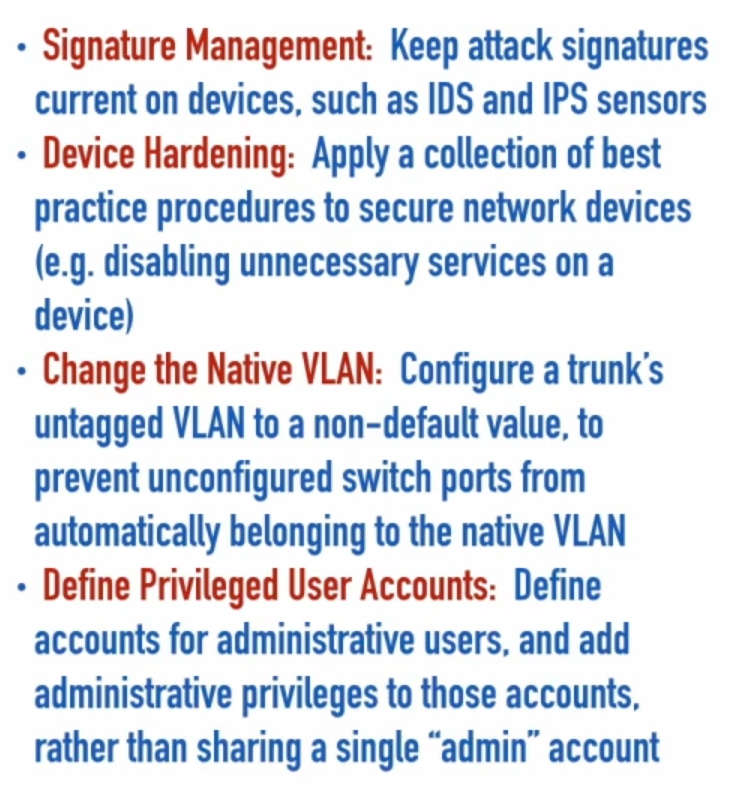 • Signature Management: Keep attack signatures
current on devices, such as IDS and IPS sensors
• Device Hardening: Apply a collection of best
practice procedures to secure network devices
(e.g. disabling unnecessary services on a
device)
• Change the Native VLAN: Configure a trunk's
untagged VLAN to a non-default value, to
prevent unconfigured switch ports from
automatically belonging to the native VLAN
• Define Privileged User Accounts: Define
accounts for administrative users, and add
administrative privileges to those accounts,
rather than sharing a single “admin” account